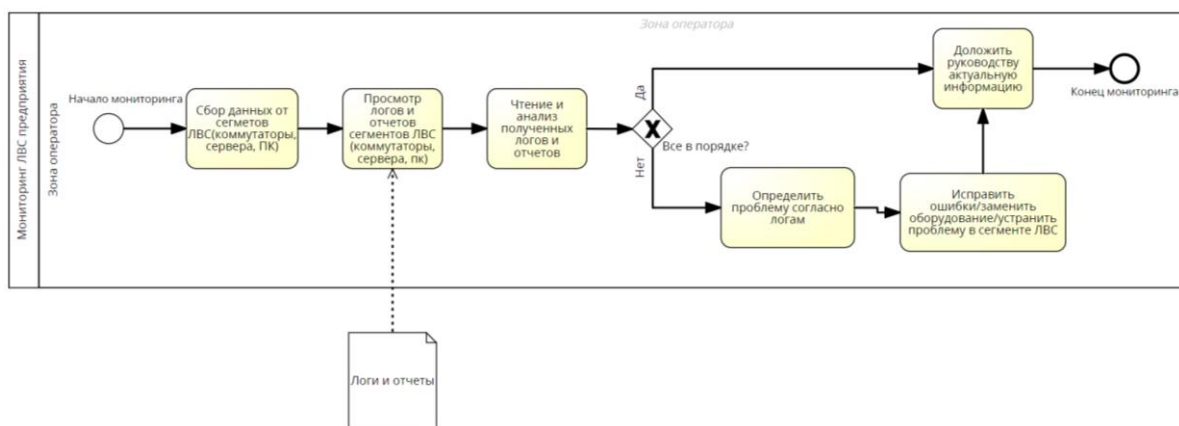 Зона оператора
Мониторинг ЛВС предприятия
Зона оператора
Начало мониторинга
Сбор данных от
сегметов
ЛВС(коммутаторы,
сервера, ПК)
Просмотр
логов и
отчетов
сегментов ЛВС
(коммутаторы,
сервера, пк)
Чтение и
анализ
полученных
логов и
отчетов
Да
Нет
Все в порядке?
Определить
проблему согласно
логам
Исправить
ошибки/заменить
оборудование/устранить
проблему в сегменте ЛВС
Доложить
руководству
актуальную
информацию
Конец мониторинга
Логи и отчеты